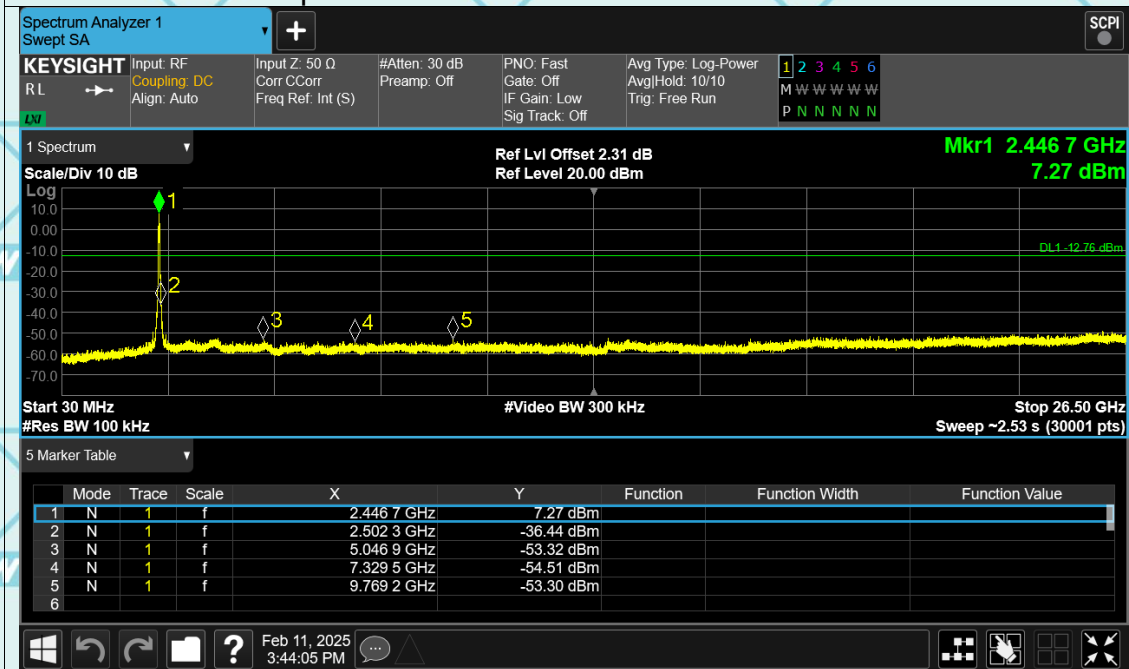 Spectrum Analyzer 1
Swept SA
+
SCPI
KEYSIGHT
RL
LXI
Input: RF
Coupling: DC
Align: Auto
Input Z: 50 Ω
Corr CCorr
Freq Ref: Int (S)
#Atten: 30 dB
Preamp: Off
PNO: Fast
Gate: Off
IF Gain: Low
Sig Track: Off
Avg Type: Log-Power
Avg|Hold: 10/10
Trig: Free Run
1 2 3 4 5 6
M W W W W W
P N N N N N
1 Spectrum
Scale/Div 10 dB
Ref Lvl Offset 2.31 dB
Ref Level 20.00 dBm
Mkr1 2.446 7 GHz
7.27 dBm
Log
10.0
0.00
-10.0
-20.0
-30.0
-40.0
-50.0
-60.0
-70.0
1
2
3
4
5
DL1 -12.76 dBm
Start 30 MHz
#Video BW 300 kHz
Stop 26.50 GHz
#Res BW 100 kHz
Sweep ~2.53 s (30001 pts)
5 Marker Table
Mode Trace Scale X Y Function Function Width Function Value
1 N 1 f 2.446 7 GHz 7.27 dBm
2 N 1 f 2.502 3 GHz -36.44 dBm
3 N 1 f 5.046 9 GHz -53.32 dBm
4 N 1 f 7.329 5 GHz -54.51 dBm
5 N 1 f 9.769 2 GHz -53.30 dBm
6
?
Feb 11, 2025
3:44:05 PM